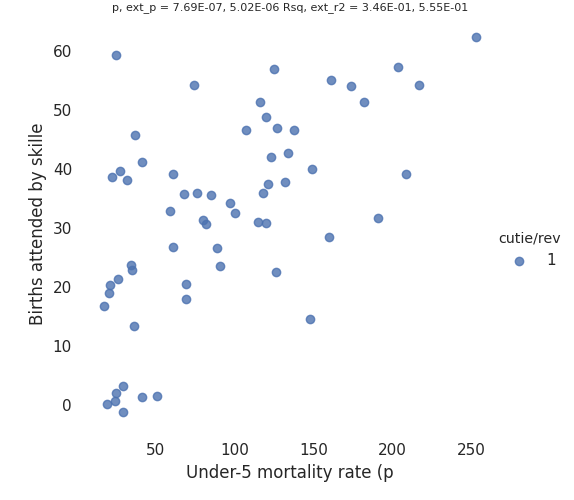 p, ext_p = 7.69E-07, 5.02E-06 Rsq, ext_r2 = 3.46E-01, 5.55E-01
60
50
40
30
20
10
0
Births attended by skille
cutie/rev
1
50 100 150 200 250
Under-5 mortality rate (p